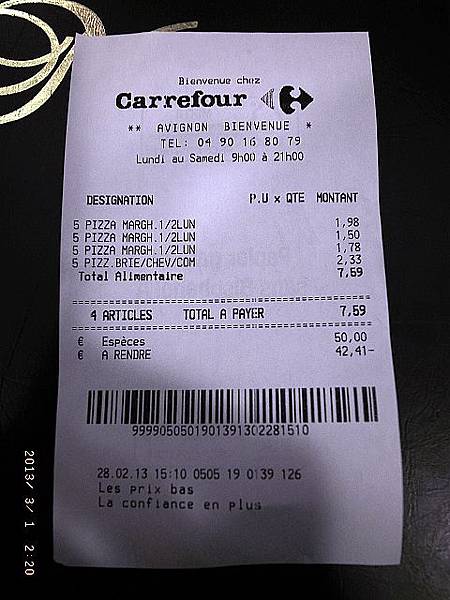 Bienvenue chez
Carrefour
** AVIGNON BIENVENUE *
TEL: 04 90 16 80 79
Lundi au Samedi 9h00 à 21h00
DESIGNATION P.U x QTE MONTANT
5 PIZZA MARGH.1/2LUN 1,98
5 PIZZA MARGH.1/2LUN 1,50
5 PIZZA MARGH.1/2LUN 1,78
5 PIZZ.BRIE/CHEV/COM 2,33
Total Alimentaire 7,59
4 ARTICLES TOTAL A PAYER 7,59
€ Espèces 50,00
€ A RENDRE 42,41-
999050501901391302281510
28.02.13 15:10 0505 19 0139 126
Les prix bas
La confiance en plus
2013/ 3/ 1 2:20